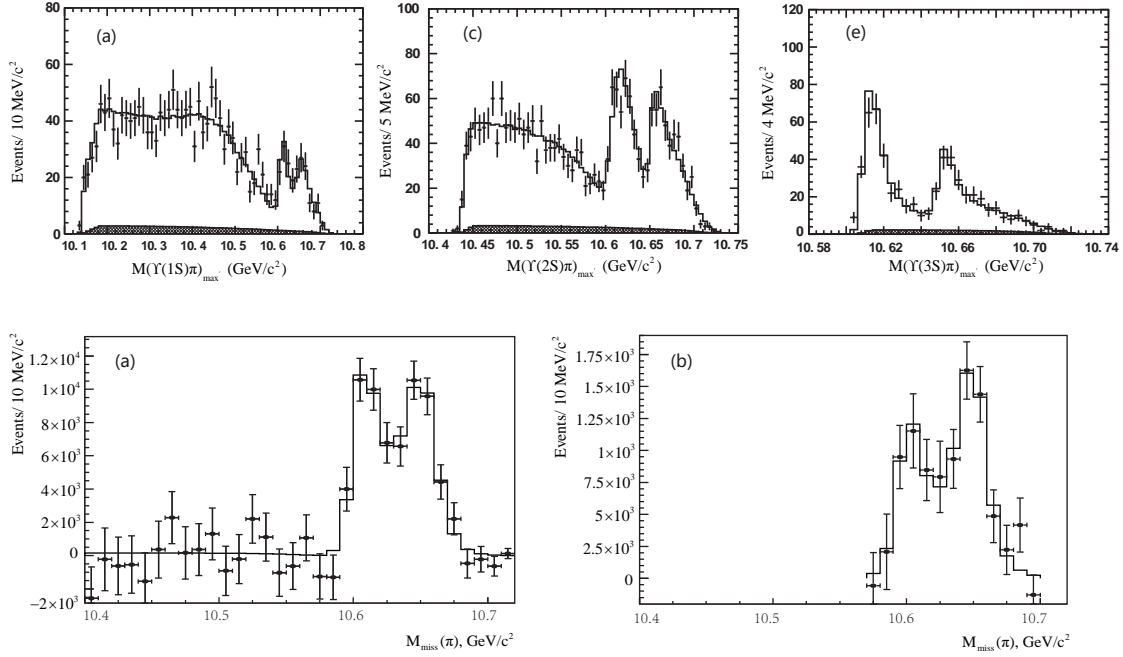 (a)
Events/ 10 MeV/c²
80
60
40
20
0
10.1 10.2 10.3 10.4 10.5 10.6 10.7 10.8
M(ϒ(1S)π)max, (GeV/c²)
(c)
Events/ 5 MeV/c²
100
80
60
40
20
0
10.4 10.45 10.5 10.55 10.6 10.65 10.7 10.75
M(ϒ(2S)π)max, (GeV/c²)
(e)
Events/ 4 MeV/c²
120
100
80
60
40
20
0
10.58 10.62 10.66 10.70 10.74
M(ϒ(3S)π)max, (GeV/c²)
(a)
Events/ 10 MeV/c²
1.2×10⁴
1×10⁴
8×10³
6×10³
4×10³
2×10³
0
−2×10³
10.4 10.5 10.6 10.7
Mmiss(π), GeV/c²
(b)
Events/ 10 MeV/c²
1.75×10³
1.5×10³
1.25×10³
1×10³
7.5×10³
5×10³
2.5×10³
0
10.4 10.5 10.6 10.7
Mmiss(π), GeV/c²